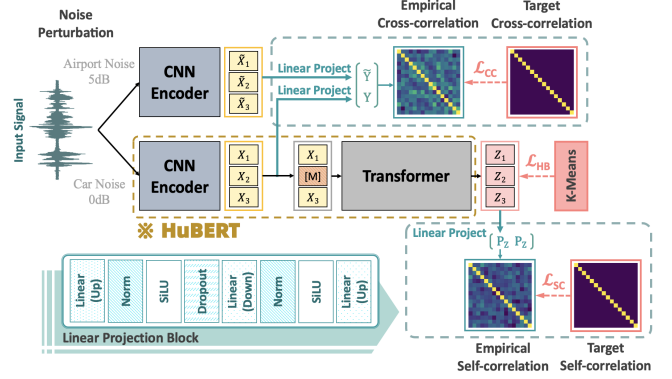 Noise
Perturbation
Airport Noise
5dB
Input Signal
Car Noise
0dB
CNN
Encoder
X̃1
X̃2
X̃3
Linear Project
Linear Project
Ỹ
Y
Empirical
Cross-correlation
Target
Cross-correlation
ℒCC
CNN
Encoder
X1
X2
X3
X1
[M]
X3
Transformer
Z1
Z2
Z3
ℒHB
K-Means
※ HuBERT
Linear Project
PZ PZ
ℒSC
Empirical
Self-correlation
Target
Self-correlation
Linear
(Up)
Norm
SiLU
Dropout
Linear
(Down)
Norm
SiLU
Linear
(Up)
Linear Projection Block